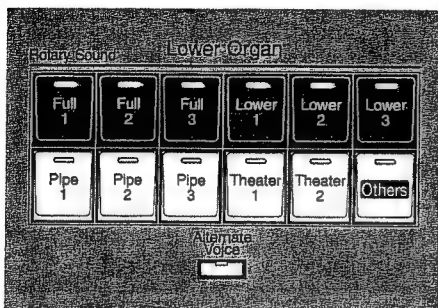 Lower Organ
Rotary Sound
Full 1
Full 2
Full 3
Lower 1
Lower 2
Lower 3
Pipe 1
Pipe 2
Pipe 3
Theater 1
Theater 2
Others
Alternate
Voice